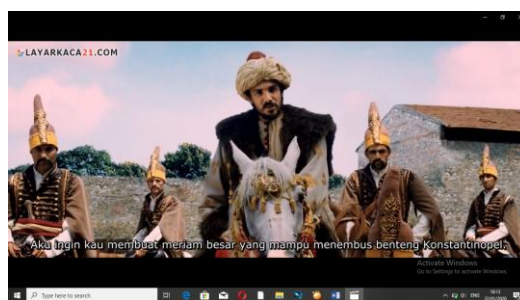 LAYARKACA21.COM
Aku ingin kau membuat meriam besar yang mampu menembus benteng Konstantinopel.
Activate Windows
Go to Settings to activate Windows.
Type here to search
ENG